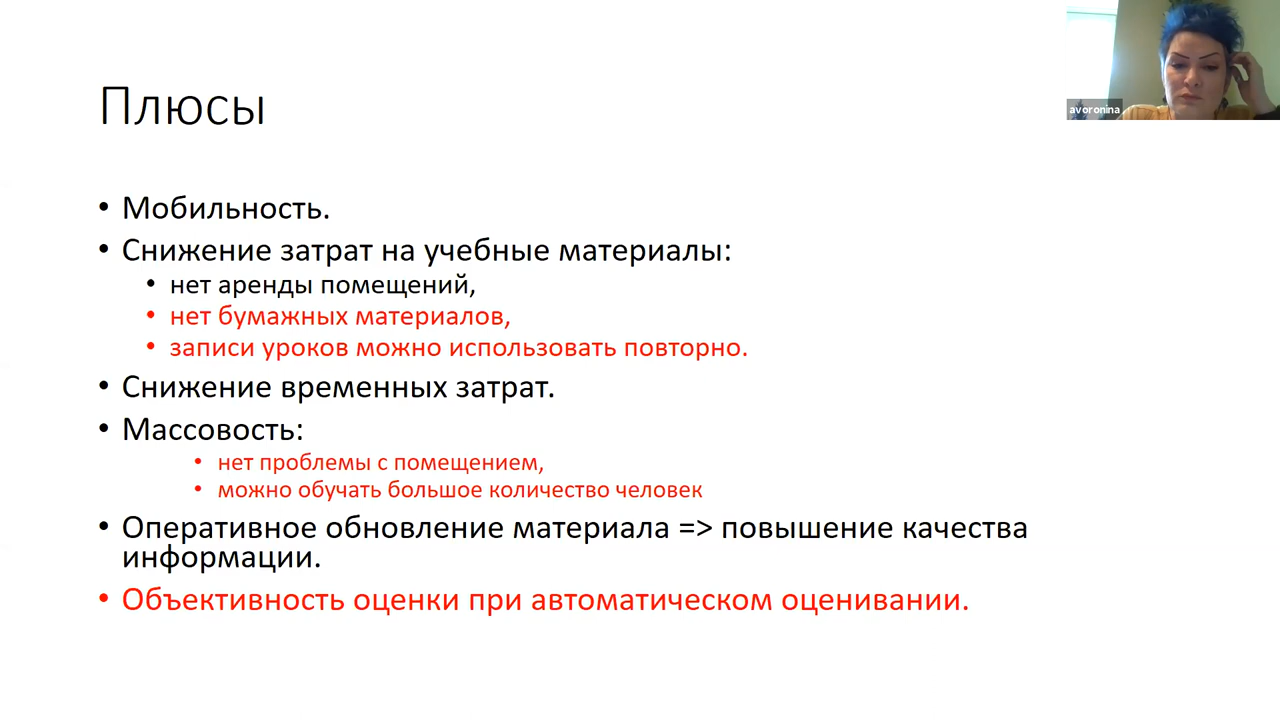 Плюсы
avoronina
• Мобильность.
• Снижение затрат на учебные материалы:
• нет аренды помещений,
• нет бумажных материалов,
• записи уроков можно использовать повторно.
• Снижение временных затрат.
• Массовость:
• нет проблемы с помещением,
• можно обучать большое количество человек
• Оперативное обновление материала => повышение качества
информации.
• Объективность оценки при автоматическом оценивании.